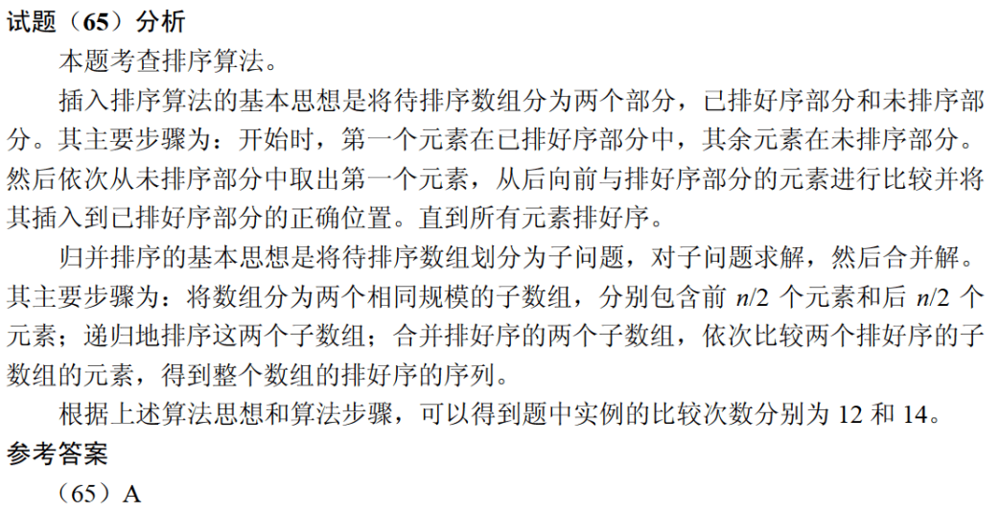 试题（65）分析
本题考查排序算法。
插入排序算法的基本思想是将待排序数组分为两个部分，已排好序部分和未排序部
分。其主要步骤为：开始时，第一个元素在已排好序部分中，其余元素在未排序部分。
然后依次从未排序部分中取出第一个元素，从后向前与排好序部分的元素进行比较并将
其插入到已排好序部分的正确位置。直到所有元素排好序。
归并排序的基本思想是将待排序数组划分为子问题，对子问题求解，然后合并解。
其主要步骤为：将数组分为两个相同规模的子数组，分别包含前 n/2 个元素和后 n/2 个
元素；递归地排序这两个子数组；合并排好序的两个子数组，依次比较两个排好序的子
数组的元素，得到整个数组的排好序的序列。
根据上述算法思想和算法步骤，可以得到题中实例的比较次数分别为 12 和 14。
参考答案
（65）A